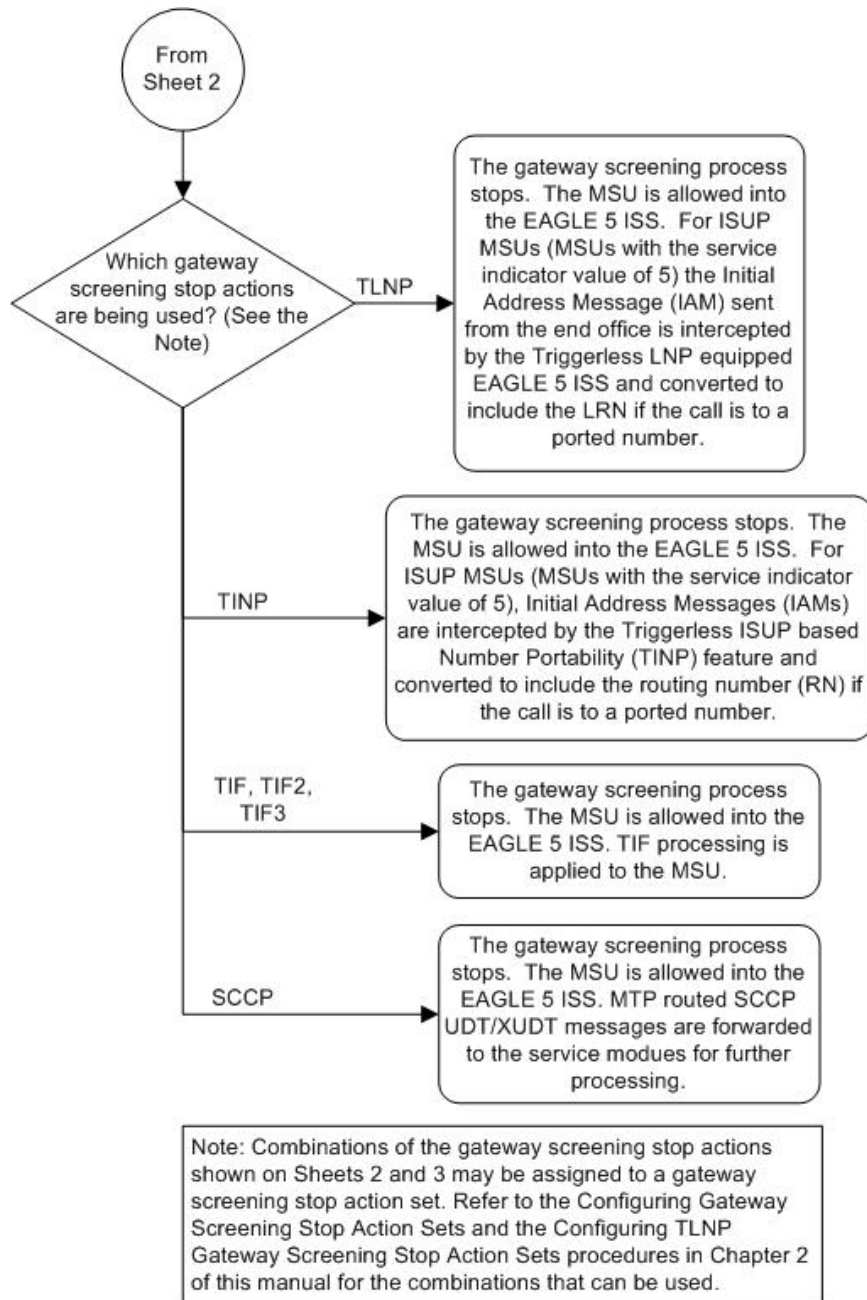 From
Sheet 2
Which gateway
screening stop actions
are being used? (See the
Note)
TLNP
The gateway screening process
stops. The MSU is allowed into
the EAGLE 5 ISS. For ISUP
MSUs (MSUs with the service
indicator value of 5) the Initial
Address Message (IAM) sent
from the end office is intercepted
by the Triggerless LNP equipped
EAGLE 5 ISS and converted to
include the LRN if the call is to a
ported number.
TINP
The gateway screening process stops. The
MSU is allowed into the EAGLE 5 ISS. For
ISUP MSUs (MSUs with the service indicator
value of 5), Initial Address Messages (IAMs)
are intercepted by the Triggerless ISUP based
Number Portability (TINP) feature and
converted to include the routing number (RN) if
the call is to a ported number.
TIF, TIF2,
TIF3
The gateway screening process
stops. The MSU is allowed into the
EAGLE 5 ISS. TIF processing is
applied to the MSU.
SCCP
The gateway screening process
stops. The MSU is allowed into the
EAGLE 5 ISS. MTP routed SCCP
UDT/XUDT messages are forwarded
to the service modues for further
processing.
Note: Combinations of the gateway screening stop actions
shown on Sheets 2 and 3 may be assigned to a gateway
screening stop action set. Refer to the Configuring Gateway
Screening Stop Action Sets and the Configuring TLNP
Gateway Screening Stop Action Sets procedures in Chapter 2
of this manual for the combinations that can be used.